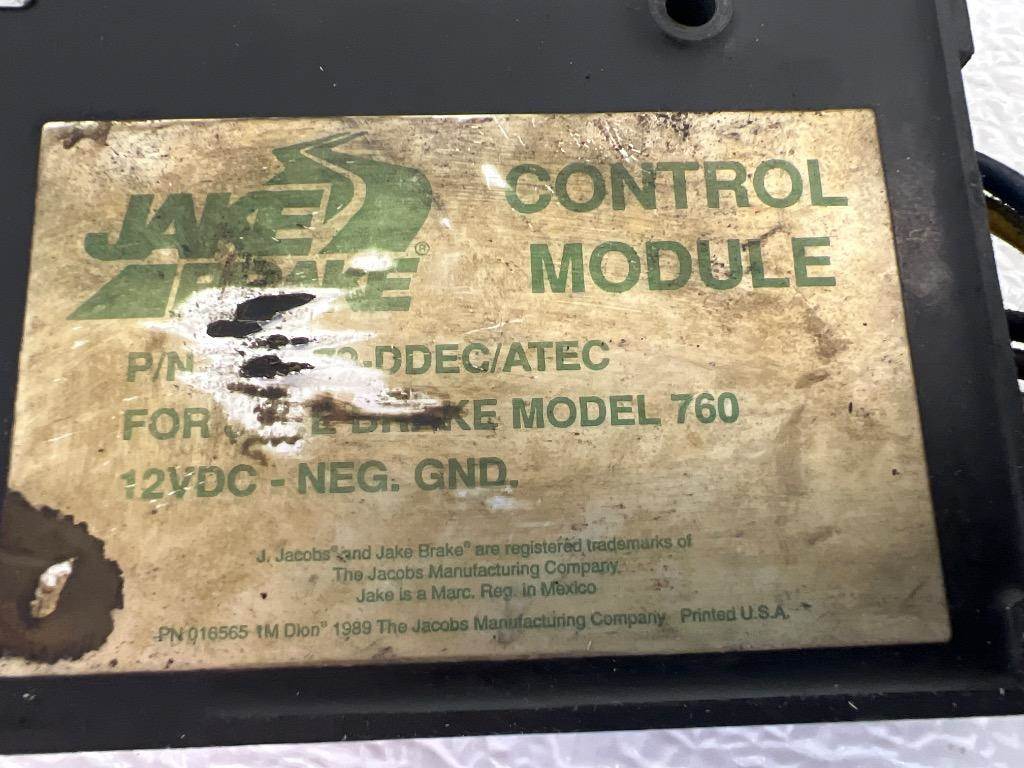 JAKE
BRAKE®
CONTROL
MODULE
P/N -DDEC/ATEC
FOR BRAKE MODEL 760
12VDC - NEG. GND.
J. Jacobs® and Jake Brake® are registered trademarks of
The Jacobs Manufacturing Company.
Jake is a Marc. Reg. in Mexico
PN 016565 1M Dion® 1989 The Jacobs Manufacturing Company Printed U.S.A.